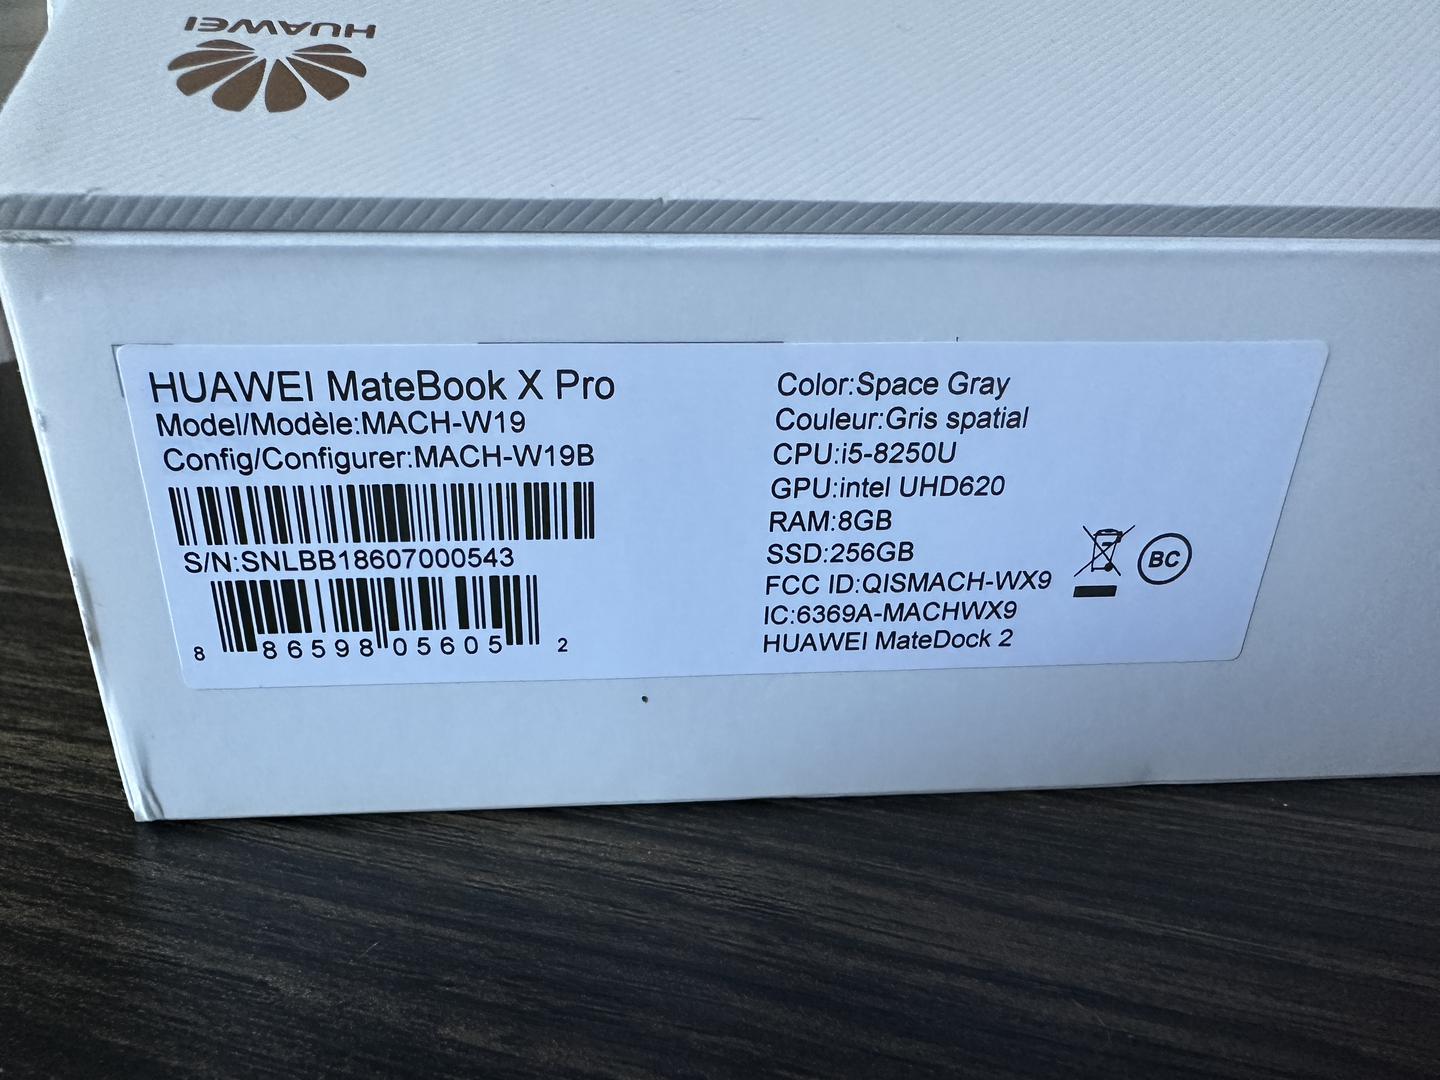 HUAWEI
HUAWEI MateBook X Pro
Model/Modèle:MACH-W19
Config/Configurer:MACH-W19B
S/N:SNLBB18607000543
8 86598 05605 2
Color:Space Gray
Couleur:Gris spatial
CPU:i5-8250U
GPU:intel UHD620
RAM:8GB
SSD:256GB
FCC ID:QISMACH-WX9
IC:6369A-MACHWX9
HUAWEI MateDock 2
BC